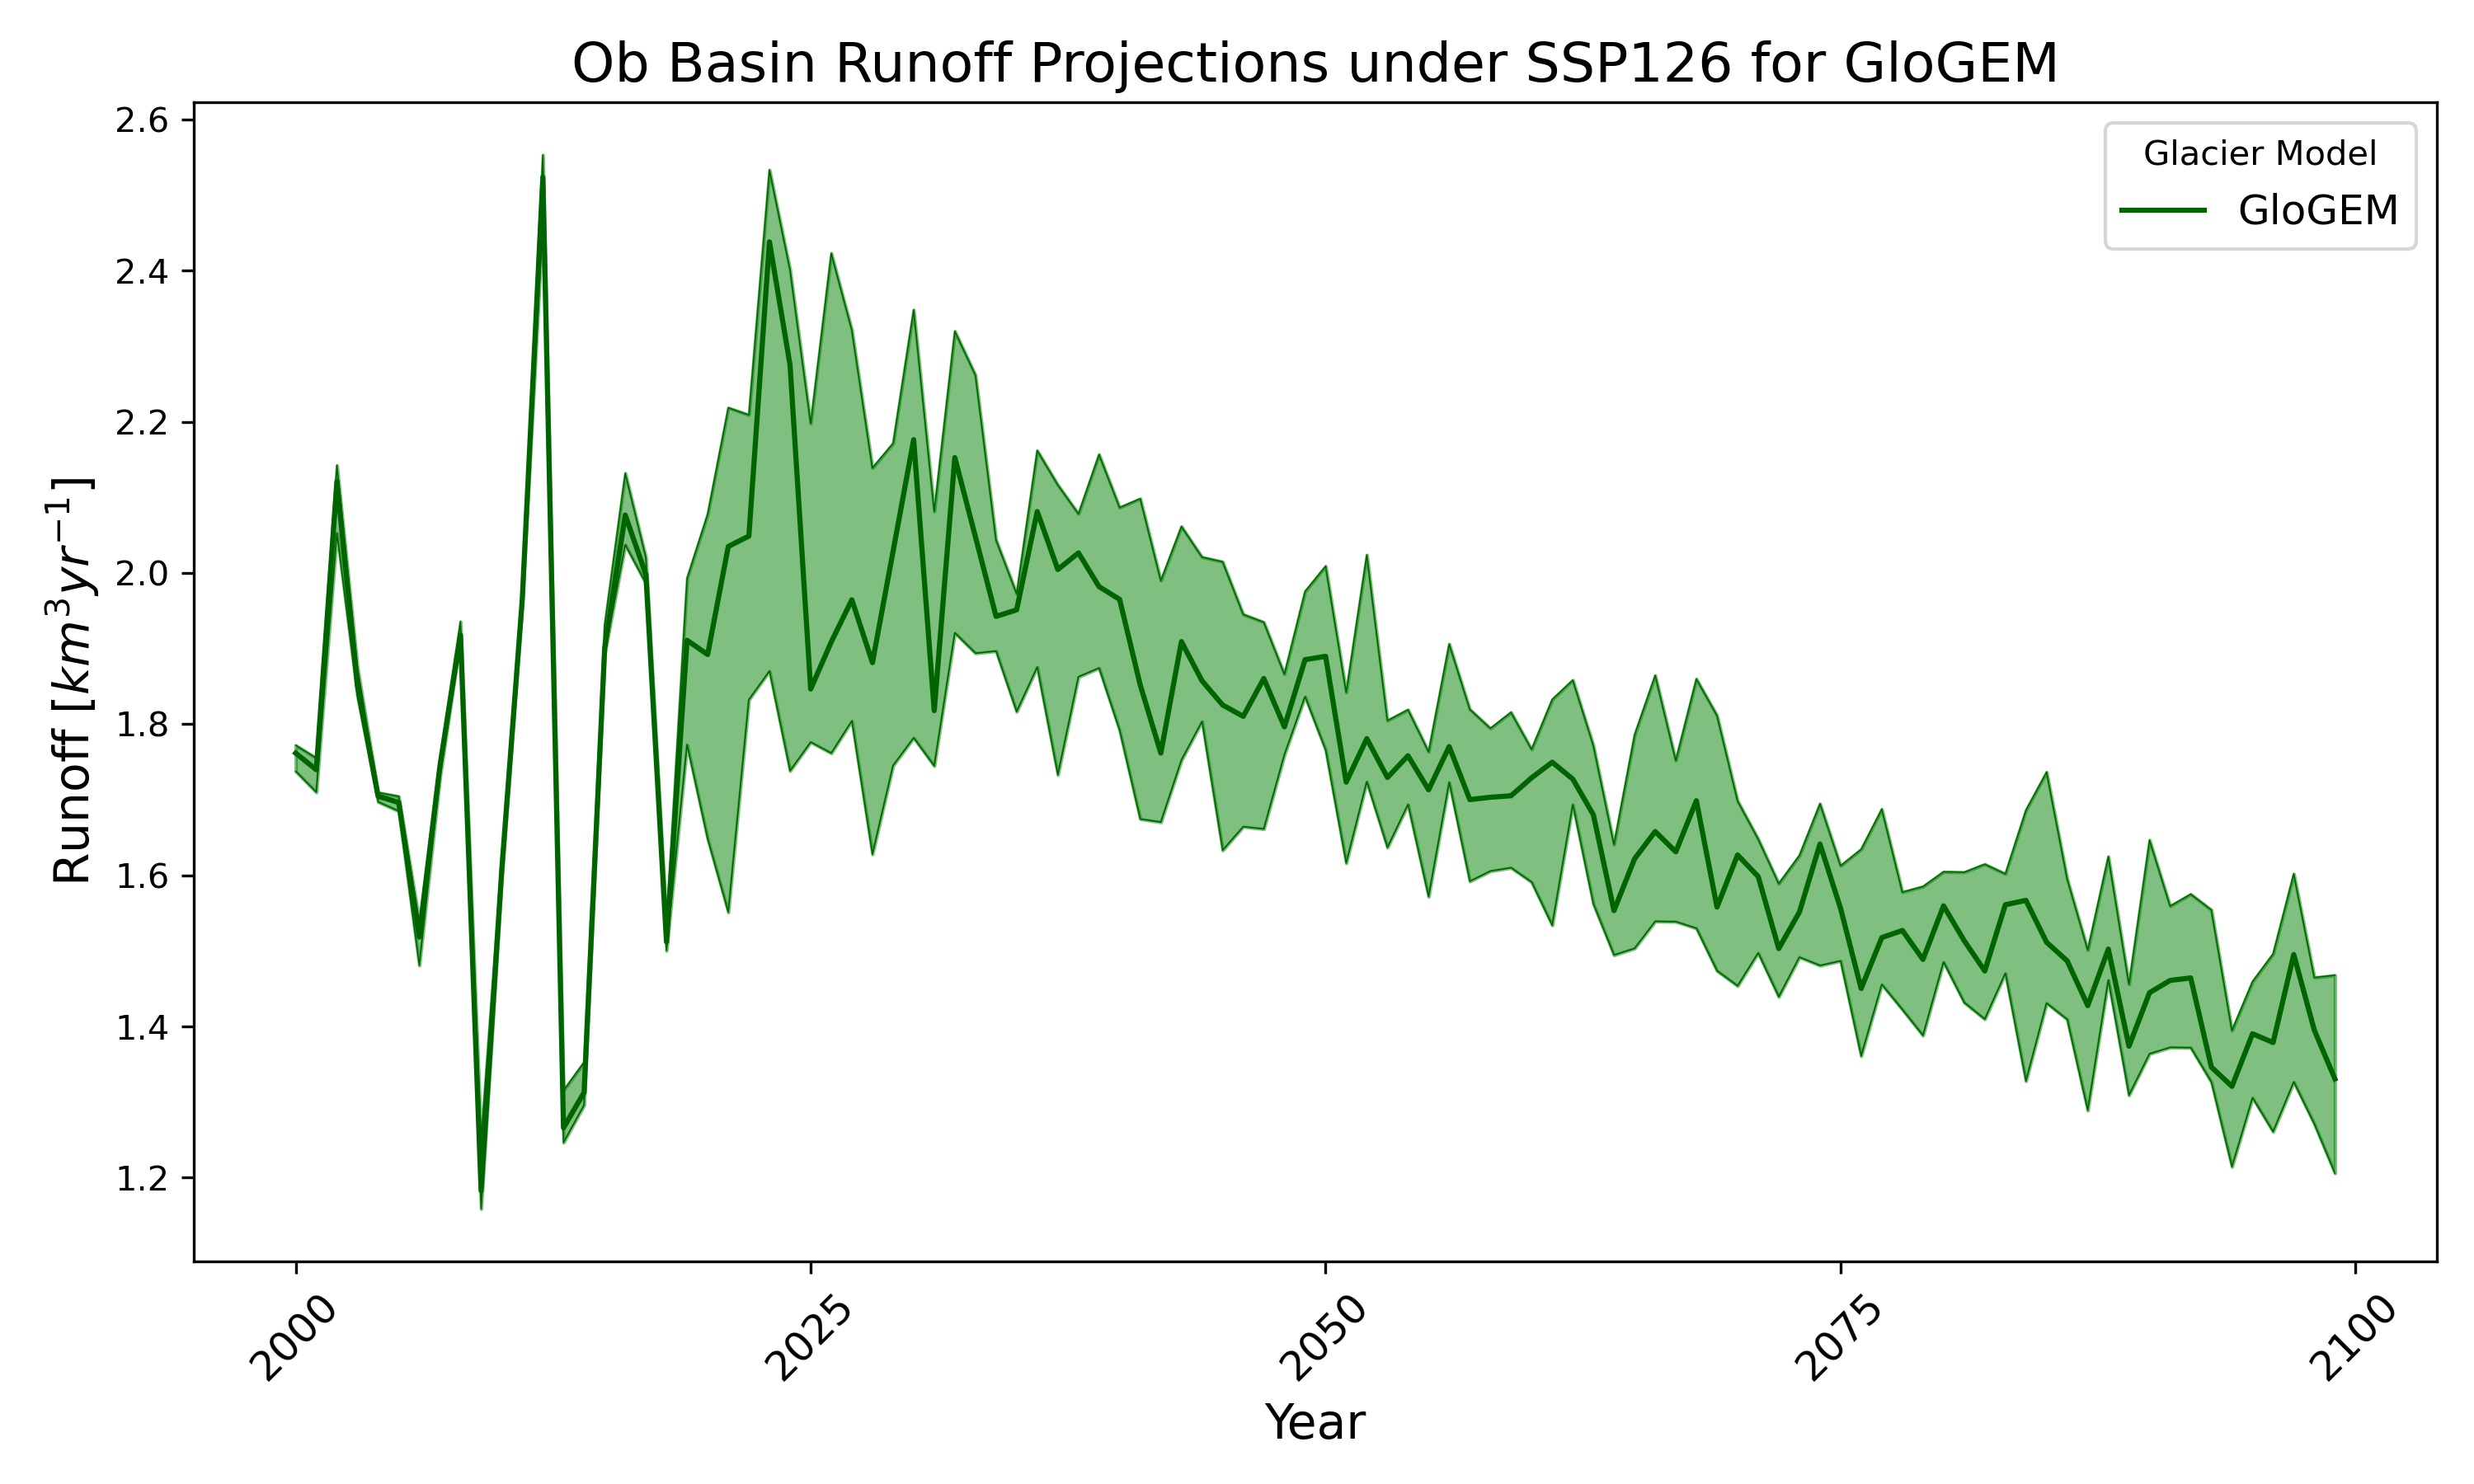 Ob Basin Runoff Projections under SSP126 for GloGEM
Glacier Model
GloGEM
Runoff [km³yr⁻¹]
2.6
2.4
2.2
2.0
1.8
1.6
1.4
1.2
2000
2025
2050
2075
2100
Year